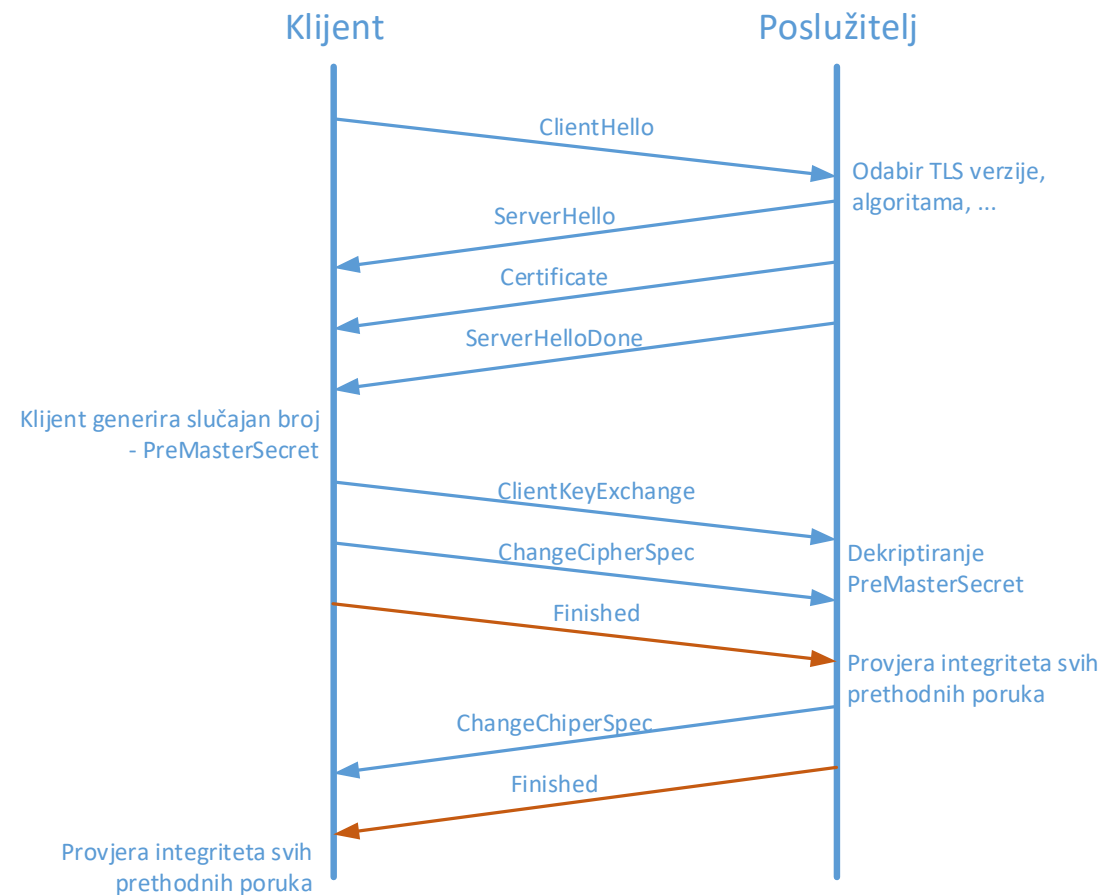 Klijent
Poslužitelj
ClientHello
Odabir TLS verzije,
algoritama, ...
ServerHello
Certificate
ServerHelloDone
Klijent generira slučajan broj
- PreMasterSecret
ClientKeyExchange
ChangeCipherSpec
Dekriptiranje
PreMasterSecret
Finished
Provjera integriteta svih
prethodnih poruka
ChangeChiperSpec
Finished
Provjera integriteta svih
prethodnih poruka